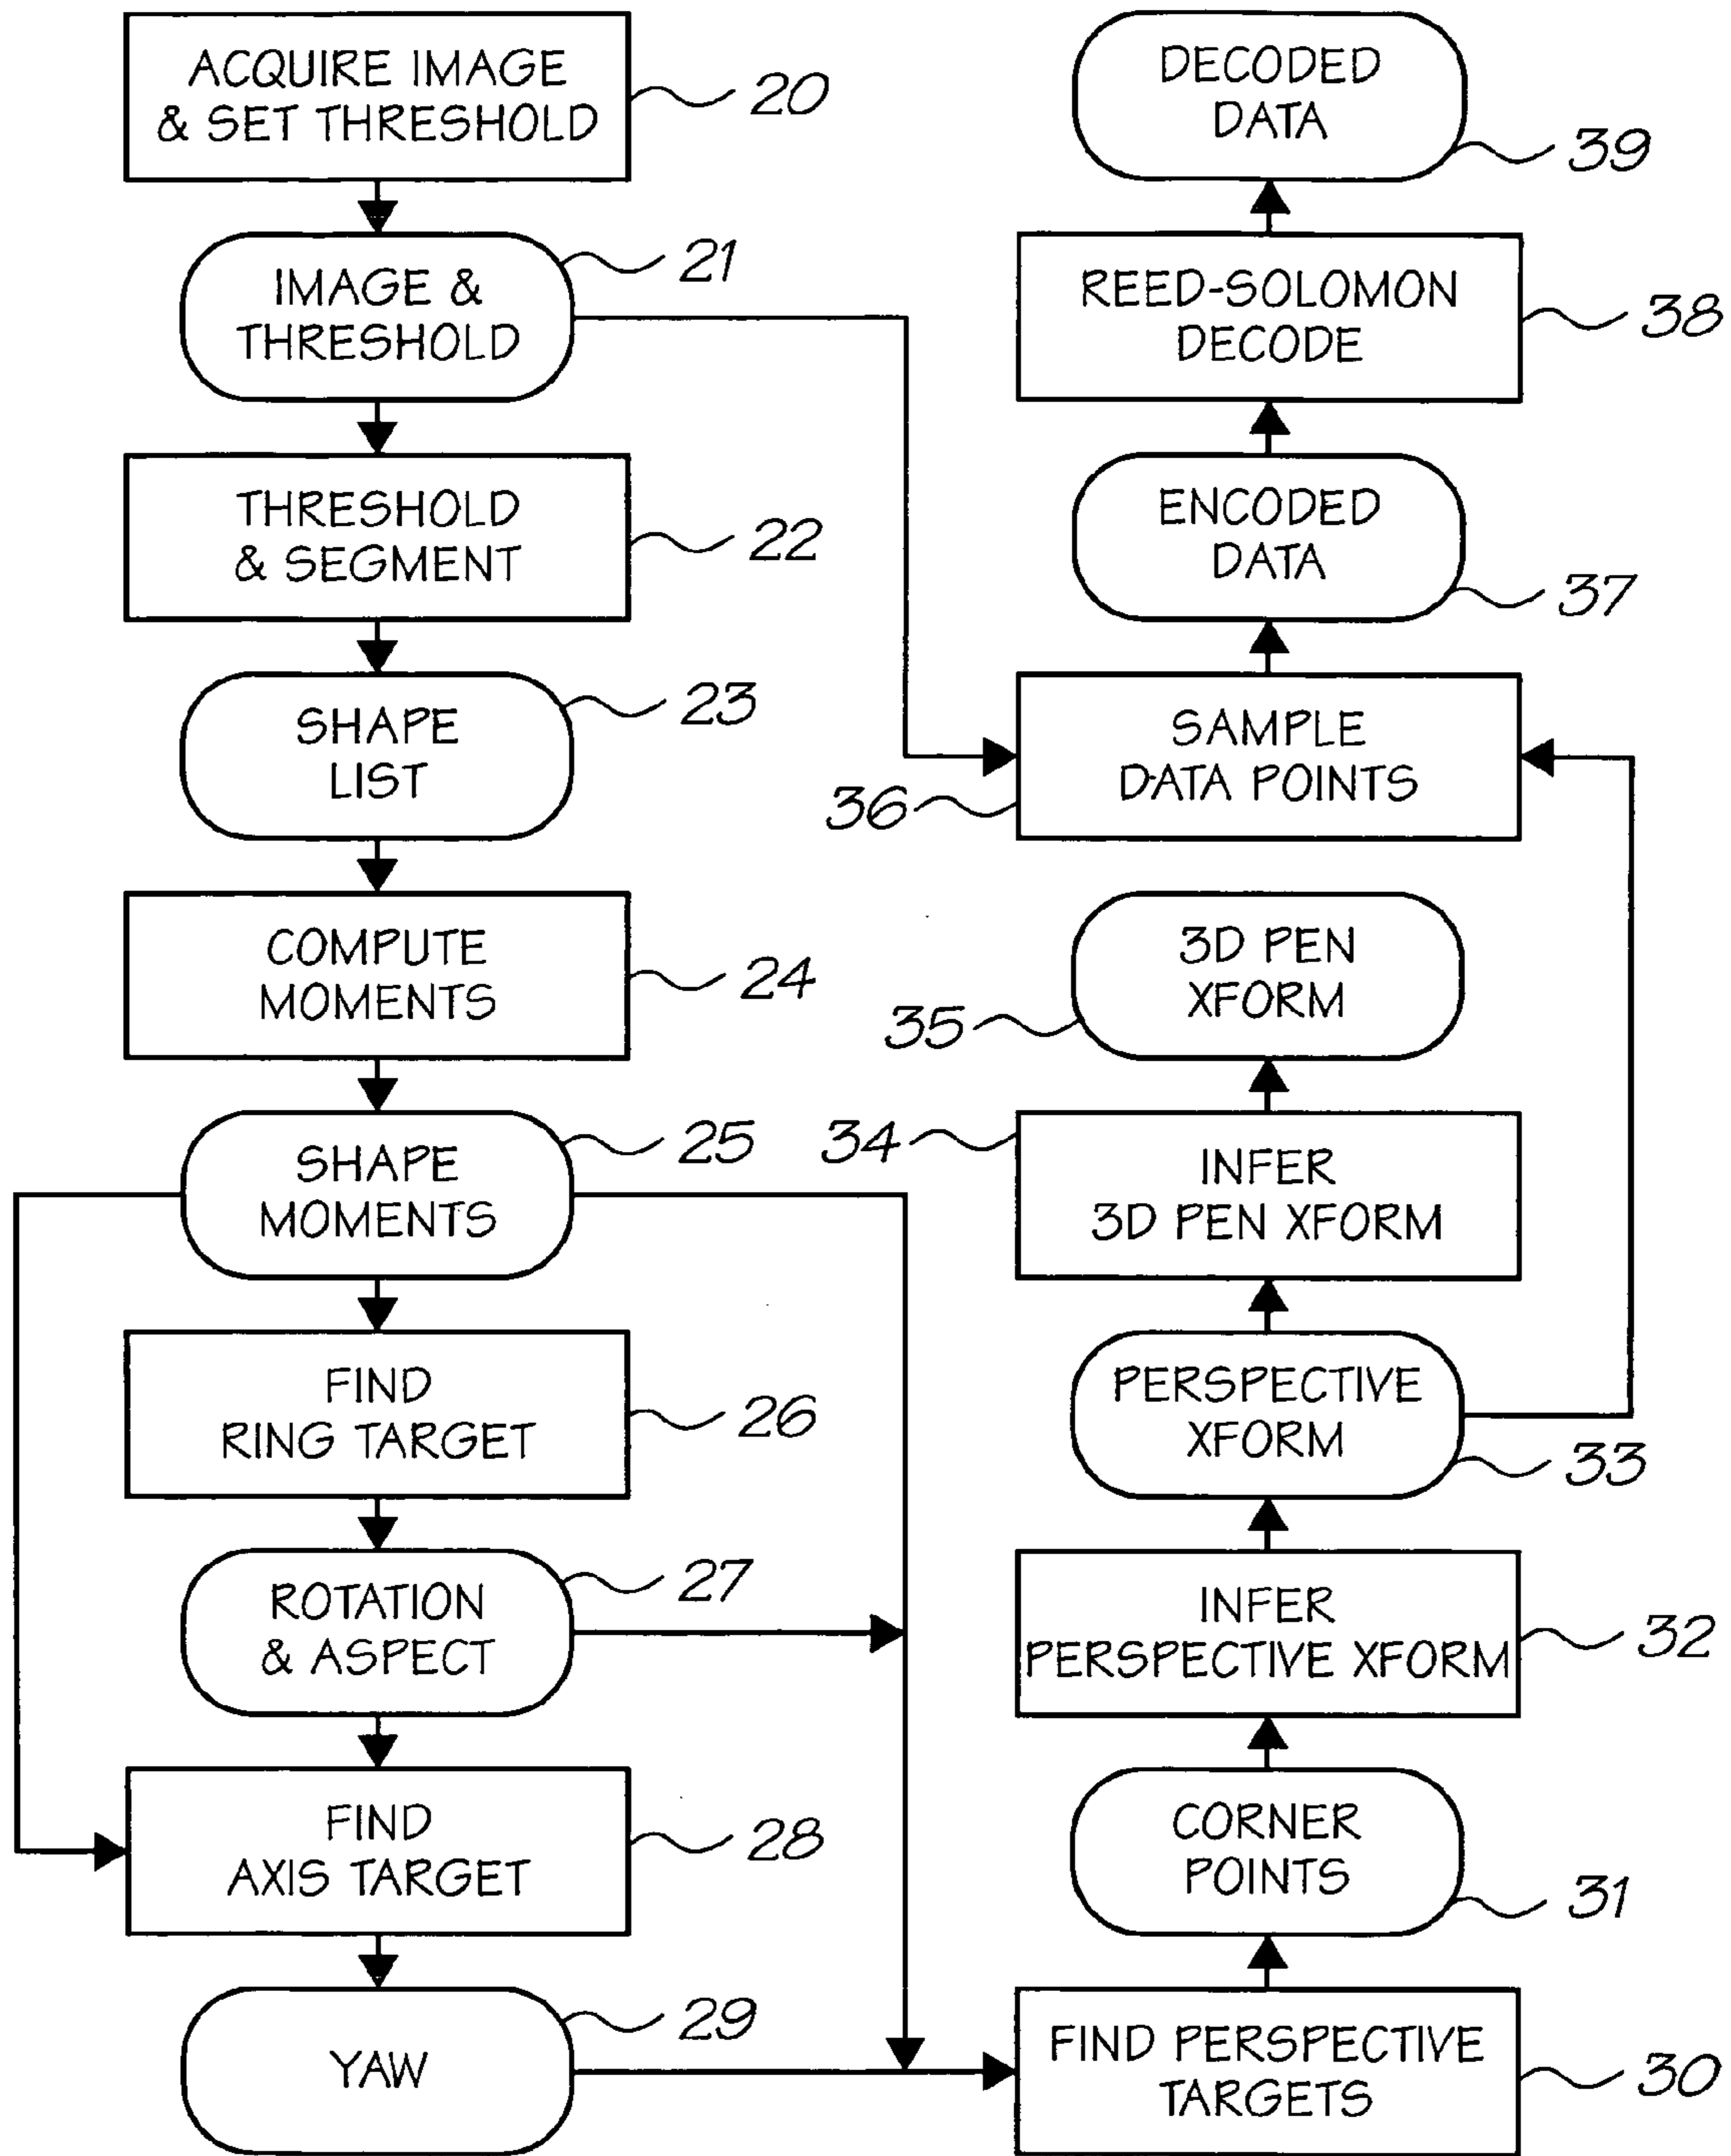 ACQUIRE IMAGE
& SET THRESHOLD
20
IMAGE &
THRESHOLD
21
THRESHOLD
& SEGMENT
22
SHAPE
LIST
23
COMPUTE
MOMENTS
24
SHAPE
MOMENTS
25
FIND
RING TARGET
26
ROTATION
& ASPECT
27
FIND
AXIS TARGET
28
YAW
29
DECODED
DATA
39
REED-SOLOMON
DECODE
38
ENCODED
DATA
37
SAMPLE
DATA POINTS
36
3D PEN
XFORM
35
INFER
3D PEN XFORM
34
PERSPECTIVE
XFORM
33
INFER
PERSPECTIVE XFORM
32
CORNER
POINTS
31
FIND PERSPECTIVE
TARGETS
30